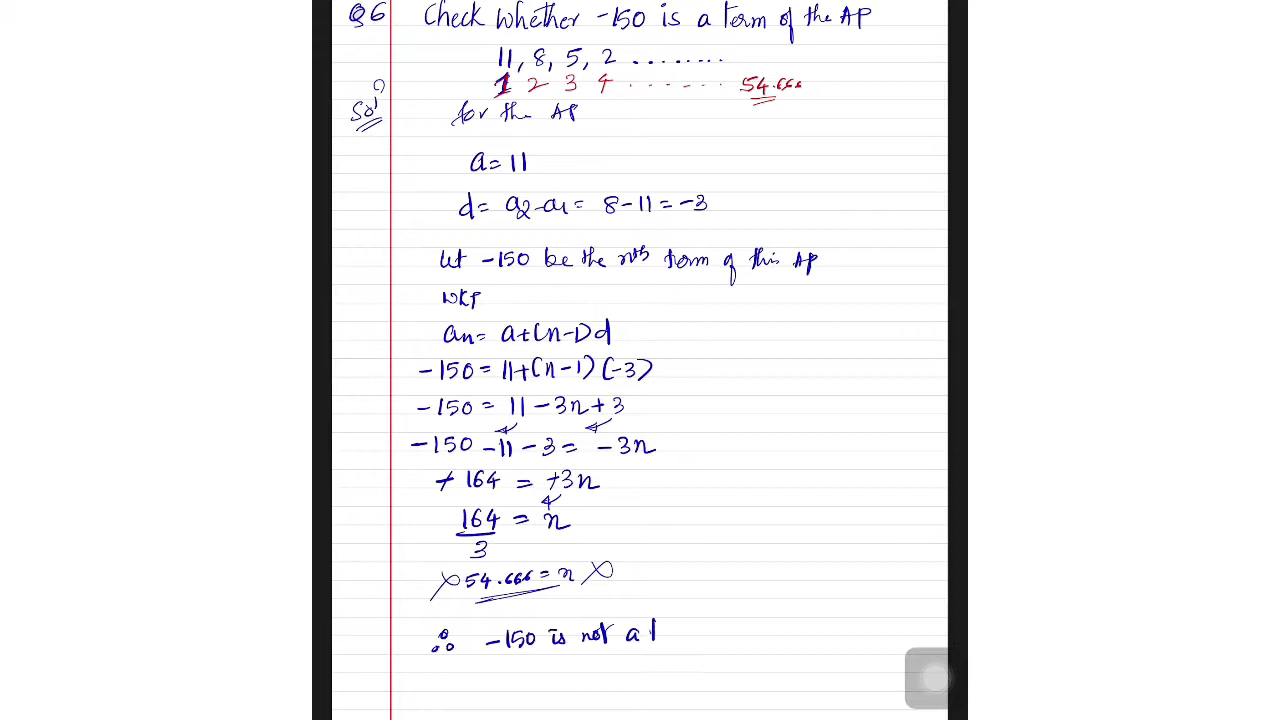 Q6 Check whether -150 is a term of the AP
11, 8, 5, 2 ........
1 2 3 4 ....... 54.666
Sol? for the AP
a = 11
d = a2 - a1 = 8 - 11 = -3
Let -150 be the nth term of this AP
WKT
an = a+(n-1)d
-150 = 11+(n-1)(-3)
-150 = 11 - 3n + 3
-150 - 11 - 3 = -3n
+ 164 = +3n
164 = n
3
54.666 = n
∴ -150 is not a